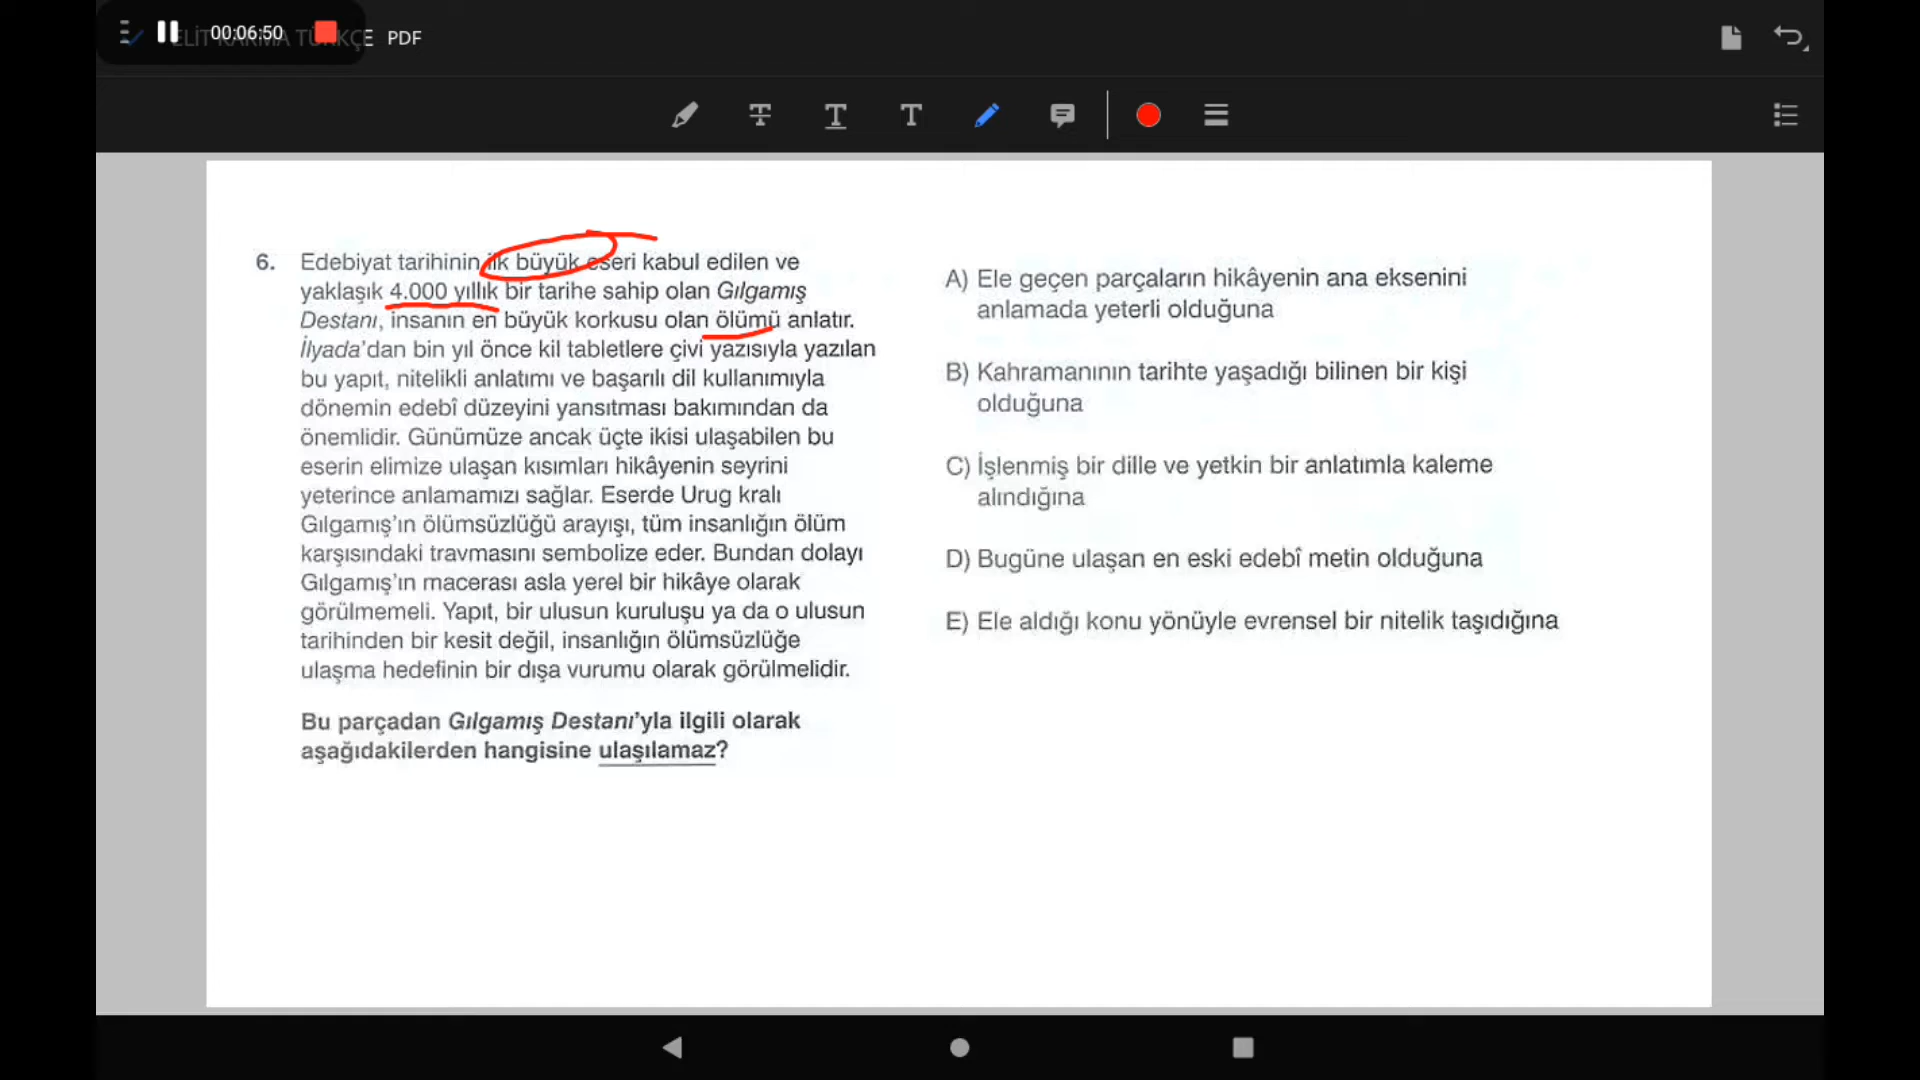 00:06:50
ELİT KARMA TÜRKÇE PDF
6. Edebiyat tarihinin ilk büyük eseri kabul edilen ve
yaklaşık 4.000 yıllık bir tarihe sahip olan Gılgamış
Destanı, insanın en büyük korkusu olan ölümü anlatır.
İlyada'dan bin yıl önce kil tabletlere çivi yazısıyla yazılan
bu yapıt, nitelikli anlatımı ve başarılı dil kullanımıyla
dönemin edebî düzeyini yansıtması bakımından da
önemlidir. Günümüze ancak üçte ikisi ulaşabilen bu
eserin elimize ulaşan kısımları hikâyenin seyrini
yeterince anlamamızı sağlar. Eserde Urug kralı
Gılgamış'ın ölümsüzlüğü arayışı, tüm insanlığın ölüm
karşısındaki travmasını sembolize eder. Bundan dolayı
Gılgamış'ın macerası asla yerel bir hikâye olarak
görülmemeli. Yapıt, bir ulusun kuruluşu ya da o ulusun
tarihinden bir kesit değil, insanlığın ölümsüzlüğe
ulaşma hedefinin bir dışa vurumu olarak görülmelidir.
Bu parçadan Gılgamış Destanı'yla ilgili olarak
aşağıdakilerden hangisine ulaşılamaz?
A) Ele geçen parçaların hikâyenin ana eksenini
anlamada yeterli olduğuna
B) Kahramanının tarihte yaşadığı bilinen bir kişi
olduğuna
C) İşlenmiş bir dille ve yetkin bir anlatımla kaleme
alındığına
D) Bugüne ulaşan en eski edebî metin olduğuna
E) Ele aldığı konu yönüyle evrensel bir nitelik taşıdığına